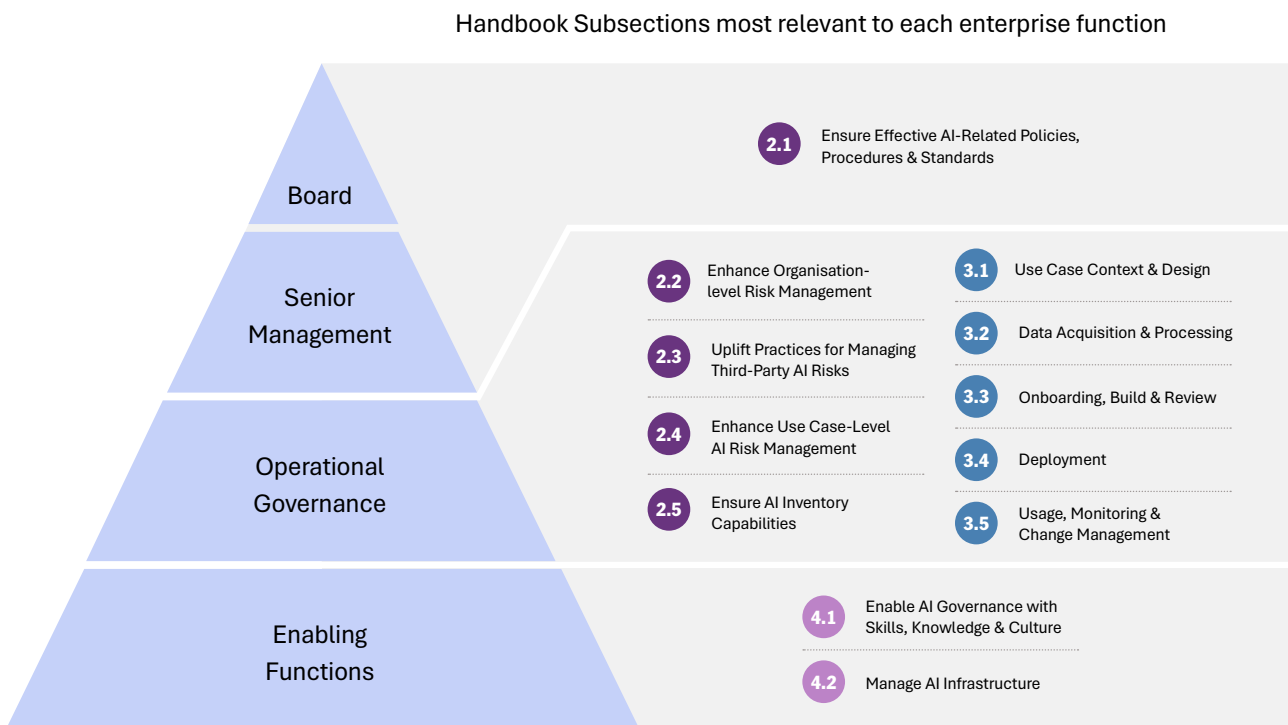 Handbook Subsections most relevant to each enterprise function
Board
2.1
Ensure Effective AI-Related Policies,
Procedures & Standards
Senior
Management
Operational
Governance
2.2
Enhance Organisation-
level Risk Management
2.3
Uplift Practices for Managing
Third-Party AI Risks
2.4
Enhance Use Case-Level
AI Risk Management
2.5
Ensure AI Inventory
Capabilities
3.1
Use Case Context & Design
3.2
Data Acquisition & Processing
3.3
Onboarding, Build & Review
3.4
Deployment
3.5
Usage, Monitoring &
Change Management
Enabling
Functions
4.1
Enable AI Governance with
Skills, Knowledge & Culture
4.2
Manage AI Infrastructure